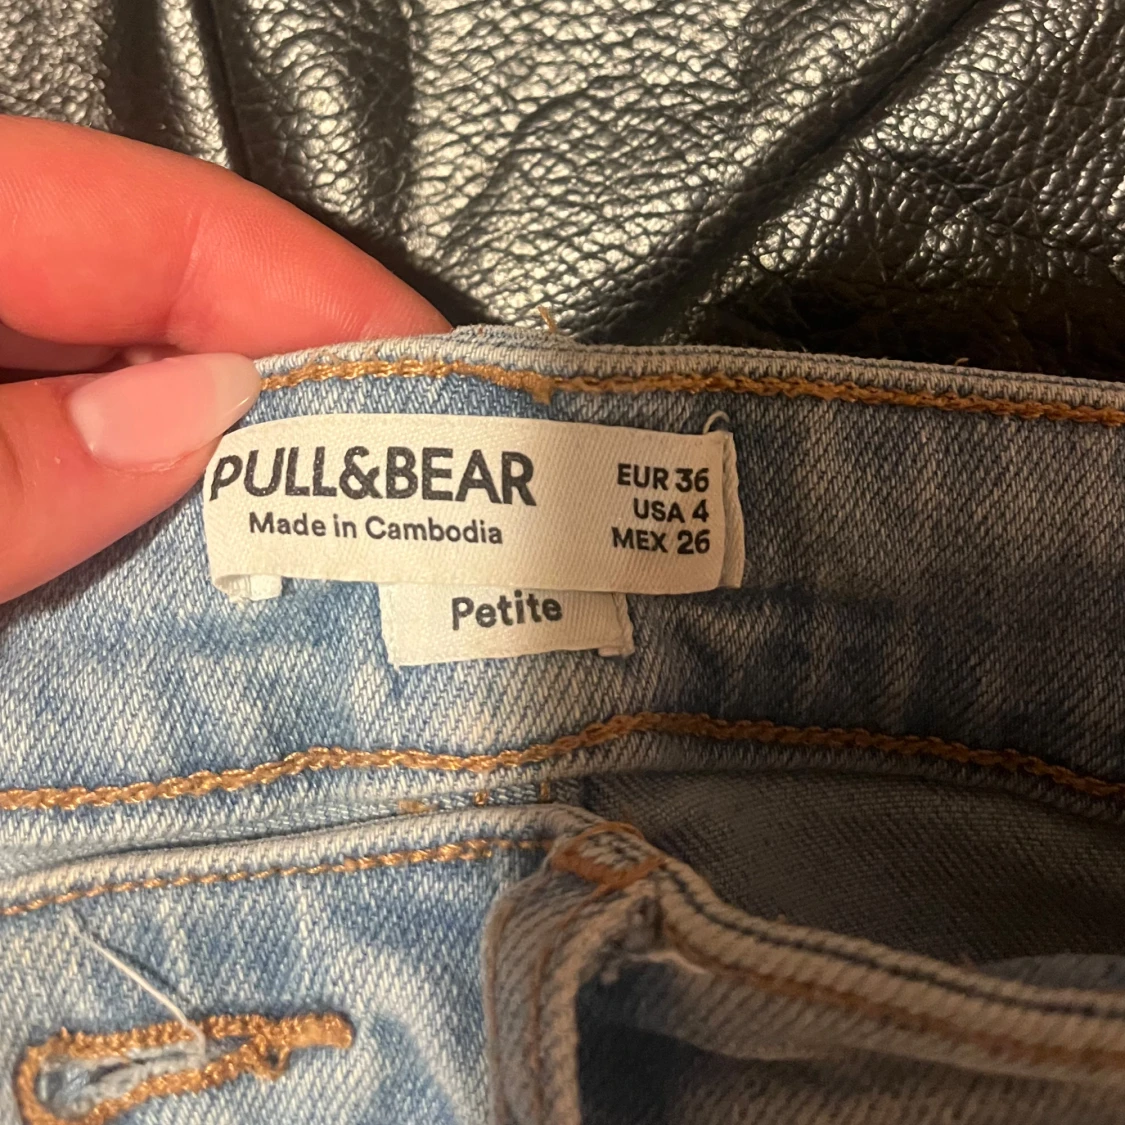 PULL&BEAR
Made in Cambodia
EUR 36
USA 4
MEX 26
Petite